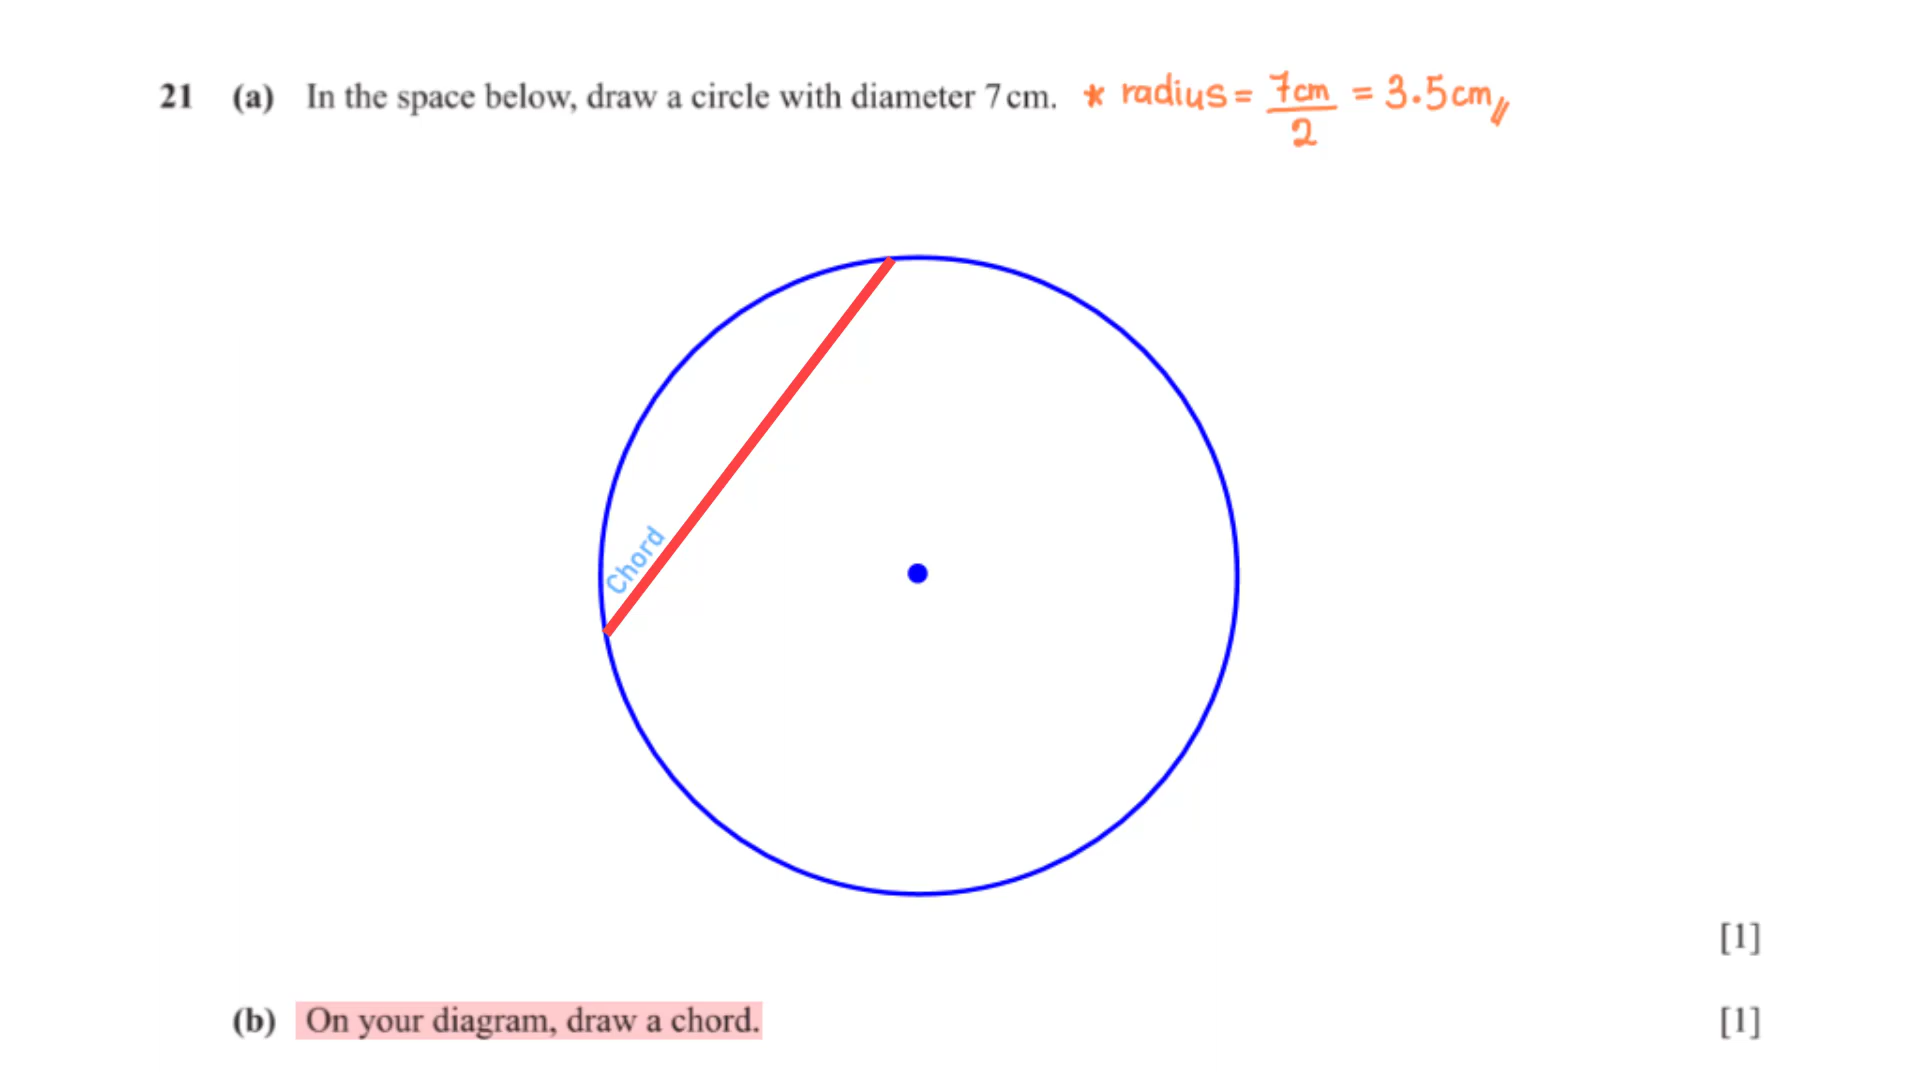 21 (a) In the space below, draw a circle with diameter 7 cm. * radius = 7cm/2 = 3.5cm//
Chord
[1]
(b) On your diagram, draw a chord. [1]